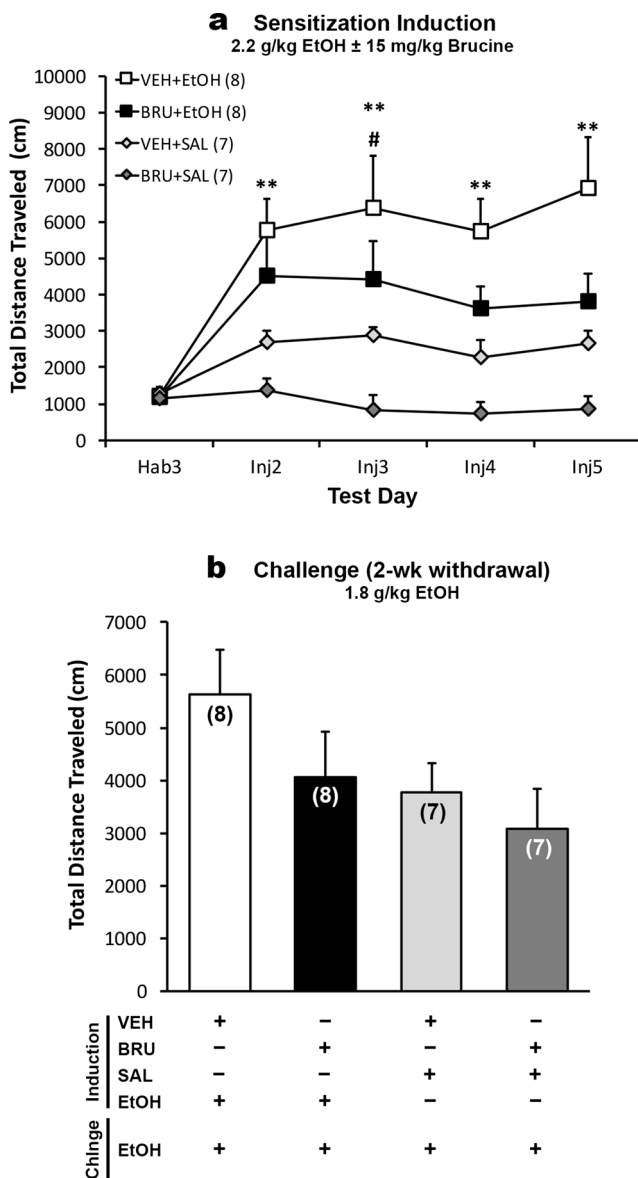 a Sensitization Induction
2.2 g/kg EtOH ± 15 mg/kg Brucine
Total Distance Traveled (cm)
10000
9000
8000
7000
6000
5000
4000
3000
2000
1000
0
VEH+EtOH (8)
BRU+EtOH (8)
VEH+SAL (7)
BRU+SAL (7)
**
**
#
**
**
Hab3 Inj2 Inj3 Inj4 Inj5
Test Day
b Challenge (2-wk withdrawal)
1.8 g/kg EtOH
Total Distance Traveled (cm)
7000
6000
5000
4000
3000
2000
1000
0
(8) (8) (7) (7)
Induction
VEH + – + –
BRU – + – +
SAL – – + +
EtOH + + – –
Chlnge
EtOH + + + +